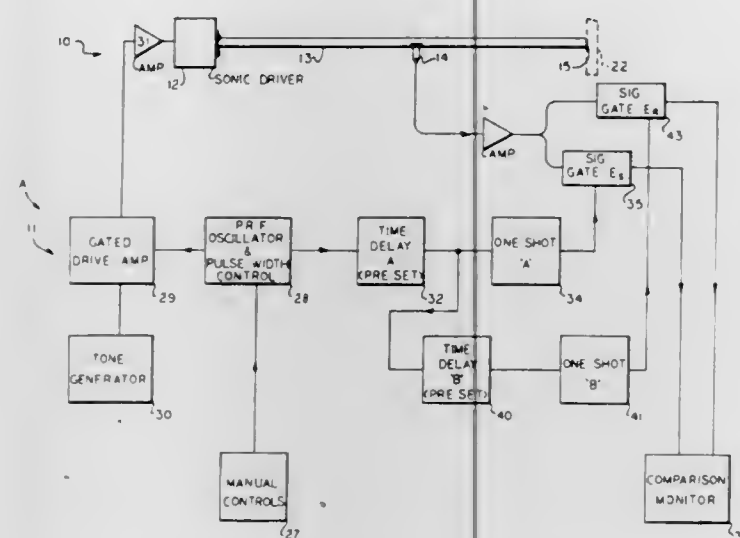 10
31
AMP
12
SONIC DRIVER
13
14
15
22
SIG
GATE E_R
43
AMP
SIG
GATE E_S
35
A
11
GATED
DRIVE AMP
29
P.R.F.
OSCILLATOR
&
PULSE WIDTH
CONTROL
28
TIME
DELAY
A
(PRE SET)
32
ONE SHOT
'A'
34
TONE
GENERATOR
30
TIME
DELAY
'B'
(PRE SET)
40
ONE SHOT
'B'
41
MANUAL
CONTROLS
27
COMPARISON
MONITOR